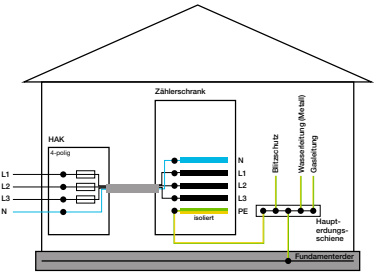 Zählerschrank
HAK
4-polig
L1
L2
L3
N
N
L1
L2
L3
PE
isoliert
Blitzschutz
Wasserleitung (Metall)
Gasleitung
Haupt-
erdungs-
schiene
Fundamenterder